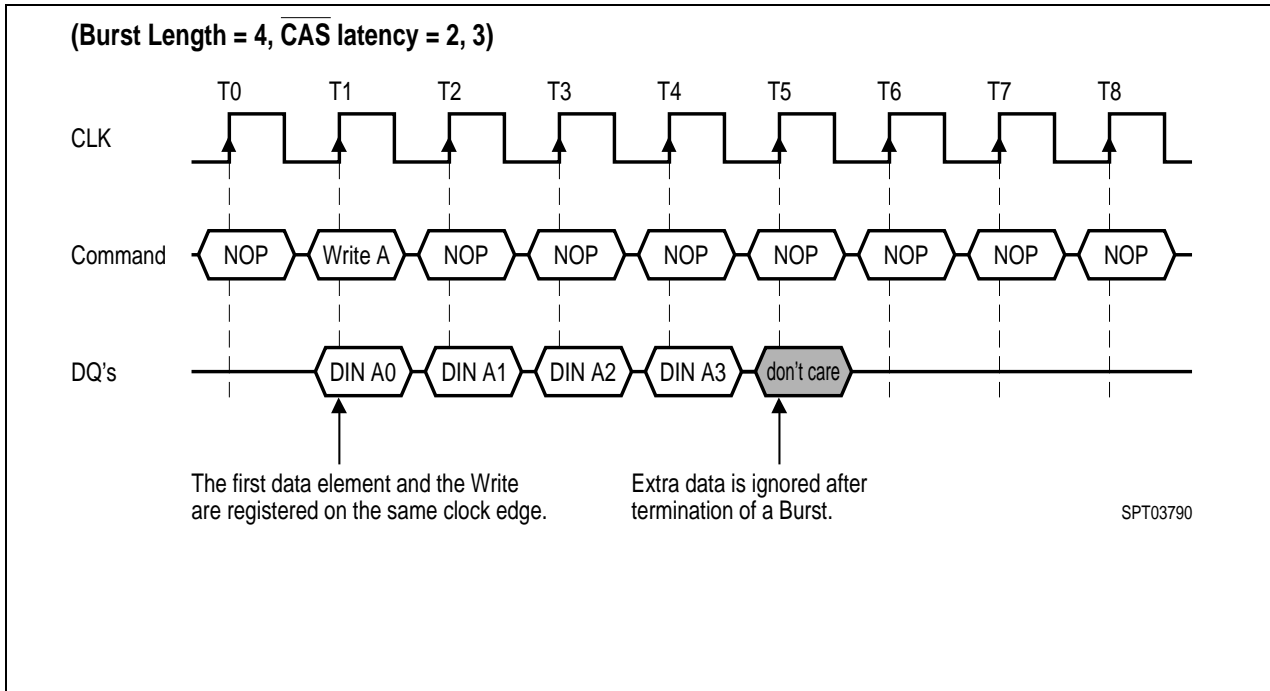 (Burst Length = 4, CAS latency = 2, 3)
T0 T1 T2 T3 T4 T5 T6 T7 T8
CLK
Command NOP Write A NOP NOP NOP NOP NOP NOP NOP
DQ's DIN A0 DIN A1 DIN A2 DIN A3 don't care
The first data element and the Write
are registered on the same clock edge.
Extra data is ignored after
termination of a Burst.
SPT03790